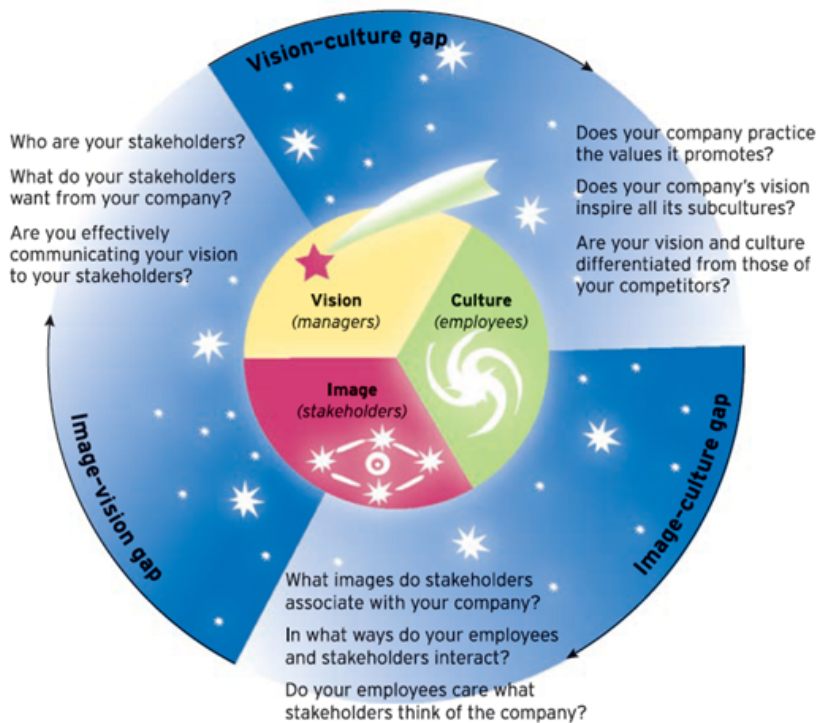 Vision–culture gap
Who are your stakeholders?
What do your stakeholders
want from your company?
Are you effectively
communicating your vision
to your stakeholders?
Does your company practice
the values it promotes?
Does your company's vision
inspire all its subcultures?
Are your vision and culture
differentiated from those of
your competitors?
Vision
(managers)
Culture
(employees)
Image
(stakeholders)
Image–vision gap
Image–culture gap
What images do stakeholders
associate with your company?
In what ways do your employees
and stakeholders interact?
Do your employees care what
stakeholders think of the company?